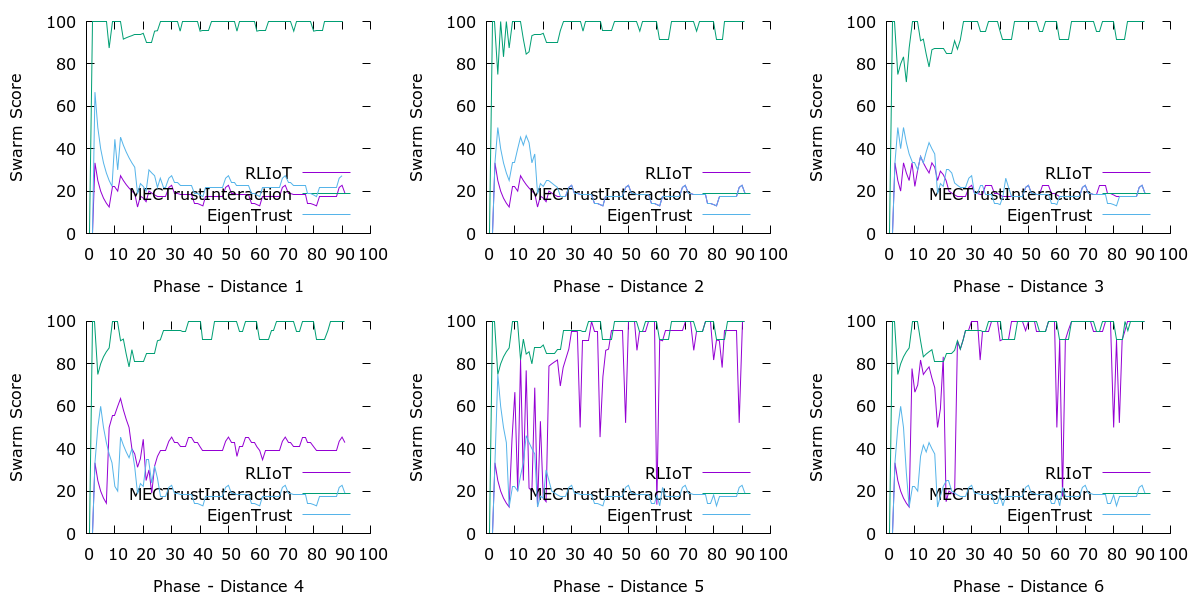 100
80
60
40
20
0
Swarm Score
RLIoT
MECTrustInteraction
EigenTrust
0 10 20 30 40 50 60 70 80 90 100
Phase - Distance 1
100
80
60
40
20
0
Swarm Score
RLIoT
MECTrustInteraction
EigenTrust
0 10 20 30 40 50 60 70 80 90 100
Phase - Distance 2
100
80
60
40
20
0
Swarm Score
RLIoT
MECTrustInteraction
EigenTrust
0 10 20 30 40 50 60 70 80 90 100
Phase - Distance 3
100
80
60
40
20
0
Swarm Score
RLIoT
MECTrustInteraction
EigenTrust
0 10 20 30 40 50 60 70 80 90 100
Phase - Distance 4
100
80
60
40
20
0
Swarm Score
RLIoT
MECTrustInteraction
EigenTrust
0 10 20 30 40 50 60 70 80 90 100
Phase - Distance 5
100
80
60
40
20
0
Swarm Score
RLIoT
MECTrustInteraction
EigenTrust
0 10 20 30 40 50 60 70 80 90 100
Phase - Distance 6